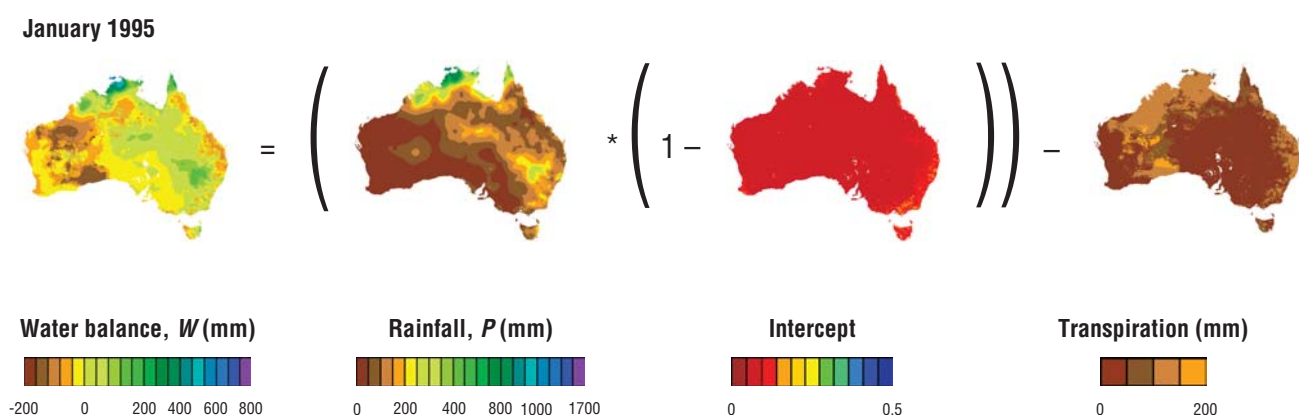 January 1995
= ( * ( 1 – ) ) –
Water balance, W (mm)
Rainfall, P (mm)
Intercept
Transpiration (mm)
-200 0 200 400 600 800
0 200 400 800 1000 1700
0 0.5
0 200